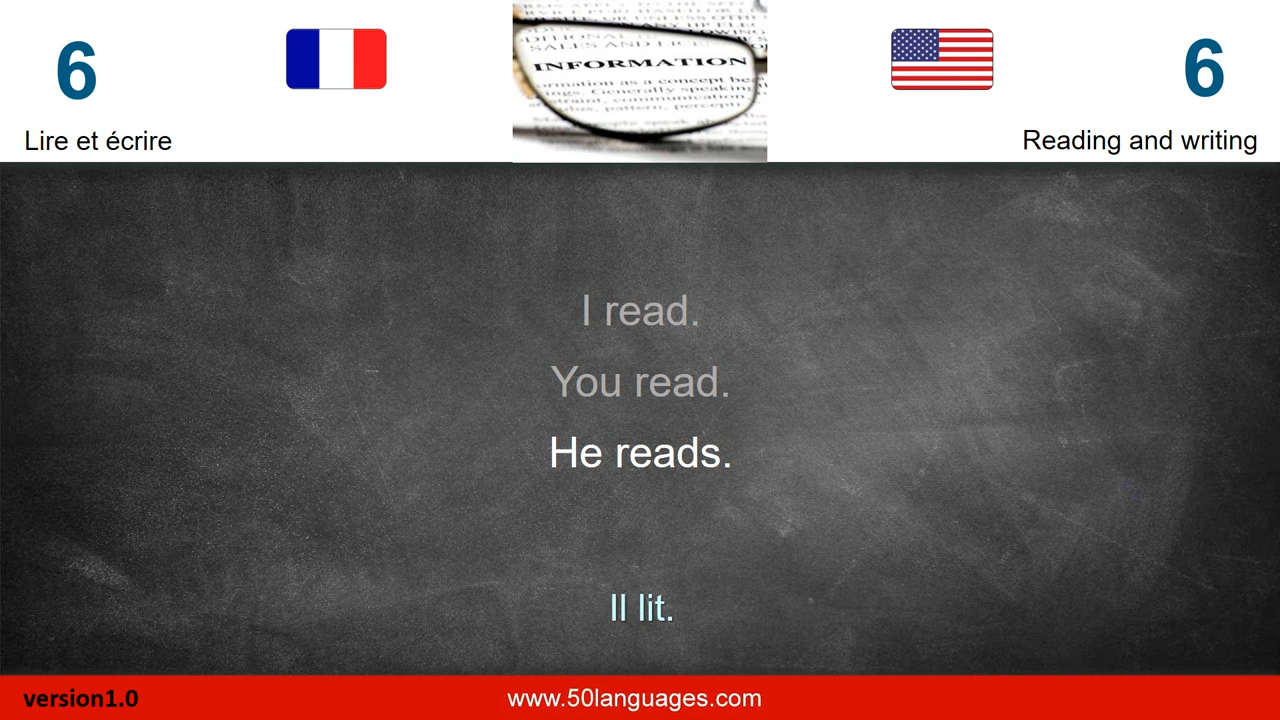 6
6
Lire et écrire
Reading and writing
INFORMATION
I read.
You read.
He reads.
Il lit.
version1.0
www.50languages.com